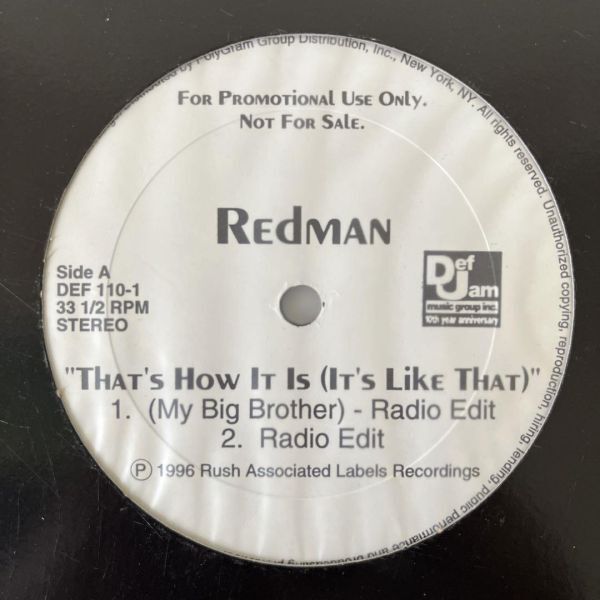 PolyGram Group Distribution, Inc., New York, NY. All rights reserved. Unauthorized copying, reproduction, hiring, lending, public performance and
For Promotional Use Only.
Not For Sale.
Redman
Side A
DEF 110-1
33 1/2 RPM
STEREO
Def
Jam
music group inc.
10th year anniversary
"That's How It Is (It's Like That)"
1. (My Big Brother) - Radio Edit
2. Radio Edit
Ⓟ 1996 Rush Associated Labels Recordings